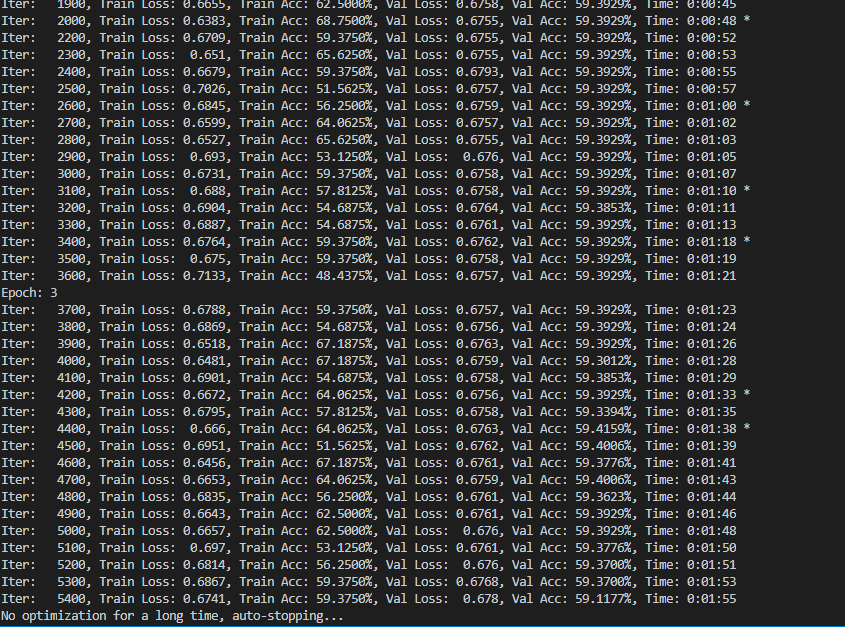 Iter:   1900, Train Loss: 0.6655, Train Acc: 62.5000%, Val Loss: 0.6758, Val Acc: 59.3929%, Time: 0:00:45
Iter:   2000, Train Loss: 0.6383, Train Acc: 68.7500%, Val Loss: 0.6755, Val Acc: 59.3929%, Time: 0:00:48 *
Iter:   2200, Train Loss: 0.6709, Train Acc: 59.3750%, Val Loss: 0.6755, Val Acc: 59.3929%, Time: 0:00:52
Iter:   2300, Train Loss:  0.651, Train Acc: 65.6250%, Val Loss: 0.6755, Val Acc: 59.3929%, Time: 0:00:53
Iter:   2400, Train Loss: 0.6679, Train Acc: 59.3750%, Val Loss: 0.6793, Val Acc: 59.3929%, Time: 0:00:55
Iter:   2500, Train Loss: 0.7026, Train Acc: 51.5625%, Val Loss: 0.6757, Val Acc: 59.3929%, Time: 0:00:57
Iter:   2600, Train Loss: 0.6845, Train Acc: 56.2500%, Val Loss: 0.6759, Val Acc: 59.3929%, Time: 0:01:00 *
Iter:   2700, Train Loss: 0.6599, Train Acc: 64.0625%, Val Loss: 0.6757, Val Acc: 59.3929%, Time: 0:01:02
Iter:   2800, Train Loss: 0.6527, Train Acc: 65.6250%, Val Loss: 0.6755, Val Acc: 59.3929%, Time: 0:01:03
Iter:   2900, Train Loss:  0.693, Train Acc: 53.1250%, Val Loss:  0.676, Val Acc: 59.3929%, Time: 0:01:05
Iter:   3000, Train Loss: 0.6731, Train Acc: 59.3750%, Val Loss: 0.6758, Val Acc: 59.3929%, Time: 0:01:07
Iter:   3100, Train Loss:  0.688, Train Acc: 57.8125%, Val Loss: 0.6758, Val Acc: 59.3929%, Time: 0:01:10 *
Iter:   3200, Train Loss: 0.6904, Train Acc: 54.6875%, Val Loss: 0.6764, Val Acc: 59.3853%, Time: 0:01:11
Iter:   3300, Train Loss: 0.6887, Train Acc: 54.6875%, Val Loss: 0.6761, Val Acc: 59.3929%, Time: 0:01:13
Iter:   3400, Train Loss: 0.6764, Train Acc: 59.3750%, Val Loss: 0.6762, Val Acc: 59.3929%, Time: 0:01:18 *
Iter:   3500, Train Loss:  0.675, Train Acc: 59.3750%, Val Loss: 0.6758, Val Acc: 59.3929%, Time: 0:01:19
Iter:   3600, Train Loss: 0.7133, Train Acc: 48.4375%, Val Loss: 0.6757, Val Acc: 59.3929%, Time: 0:01:21
Epoch: 3
Iter:   3700, Train Loss: 0.6788, Train Acc: 59.3750%, Val Loss: 0.6757, Val Acc: 59.3929%, Time: 0:01:23
Iter:   3800, Train Loss: 0.6869, Train Acc: 54.6875%, Val Loss: 0.6756, Val Acc: 59.3929%, Time: 0:01:24
Iter:   3900, Train Loss: 0.6518, Train Acc: 67.1875%, Val Loss: 0.6763, Val Acc: 59.3929%, Time: 0:01:26
Iter:   4000, Train Loss: 0.6481, Train Acc: 67.1875%, Val Loss: 0.6759, Val Acc: 59.3012%, Time: 0:01:28
Iter:   4100, Train Loss: 0.6901, Train Acc: 54.6875%, Val Loss: 0.6758, Val Acc: 59.3853%, Time: 0:01:29
Iter:   4200, Train Loss: 0.6672, Train Acc: 64.0625%, Val Loss: 0.6756, Val Acc: 59.3929%, Time: 0:01:33 *
Iter:   4300, Train Loss: 0.6795, Train Acc: 57.8125%, Val Loss: 0.6758, Val Acc: 59.3394%, Time: 0:01:35
Iter:   4400, Train Loss:  0.666, Train Acc: 64.0625%, Val Loss: 0.6763, Val Acc: 59.4159%, Time: 0:01:38 *
Iter:   4500, Train Loss: 0.6951, Train Acc: 51.5625%, Val Loss: 0.6762, Val Acc: 59.4006%, Time: 0:01:39
Iter:   4600, Train Loss: 0.6456, Train Acc: 67.1875%, Val Loss: 0.6761, Val Acc: 59.3776%, Time: 0:01:41
Iter:   4700, Train Loss: 0.6653, Train Acc: 64.0625%, Val Loss: 0.6759, Val Acc: 59.4006%, Time: 0:01:43
Iter:   4800, Train Loss: 0.6835, Train Acc: 56.2500%, Val Loss: 0.6761, Val Acc: 59.3623%, Time: 0:01:44
Iter:   4900, Train Loss: 0.6643, Train Acc: 62.5000%, Val Loss: 0.6761, Val Acc: 59.3929%, Time: 0:01:46
Iter:   5000, Train Loss: 0.6657, Train Acc: 62.5000%, Val Loss:  0.676, Val Acc: 59.3929%, Time: 0:01:48
Iter:   5100, Train Loss:  0.697, Train Acc: 53.1250%, Val Loss: 0.6761, Val Acc: 59.3776%, Time: 0:01:50
Iter:   5200, Train Loss: 0.6814, Train Acc: 56.2500%, Val Loss:  0.676, Val Acc: 59.3700%, Time: 0:01:51
Iter:   5300, Train Loss: 0.6867, Train Acc: 59.3750%, Val Loss: 0.6768, Val Acc: 59.3700%, Time: 0:01:53
Iter:   5400, Train Loss: 0.6741, Train Acc: 59.3750%, Val Loss:  0.678, Val Acc: 59.1177%, Time: 0:01:55
No optimization for a long time, auto-stopping...